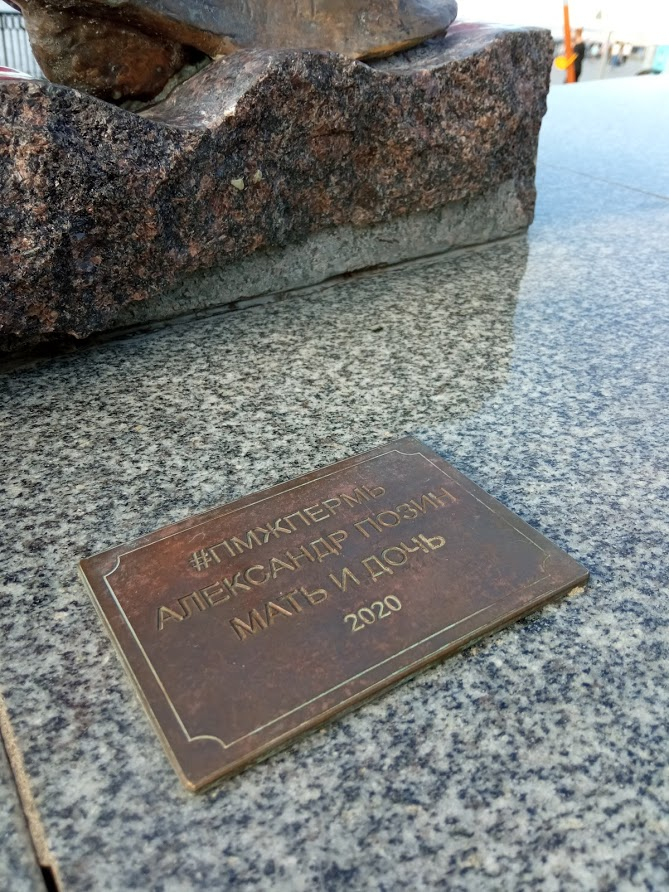 #ПМЖПЕРМЬ
АЛЕКСАНДР ПОЗИН
МАТЬ И ДОЧЬ
2020